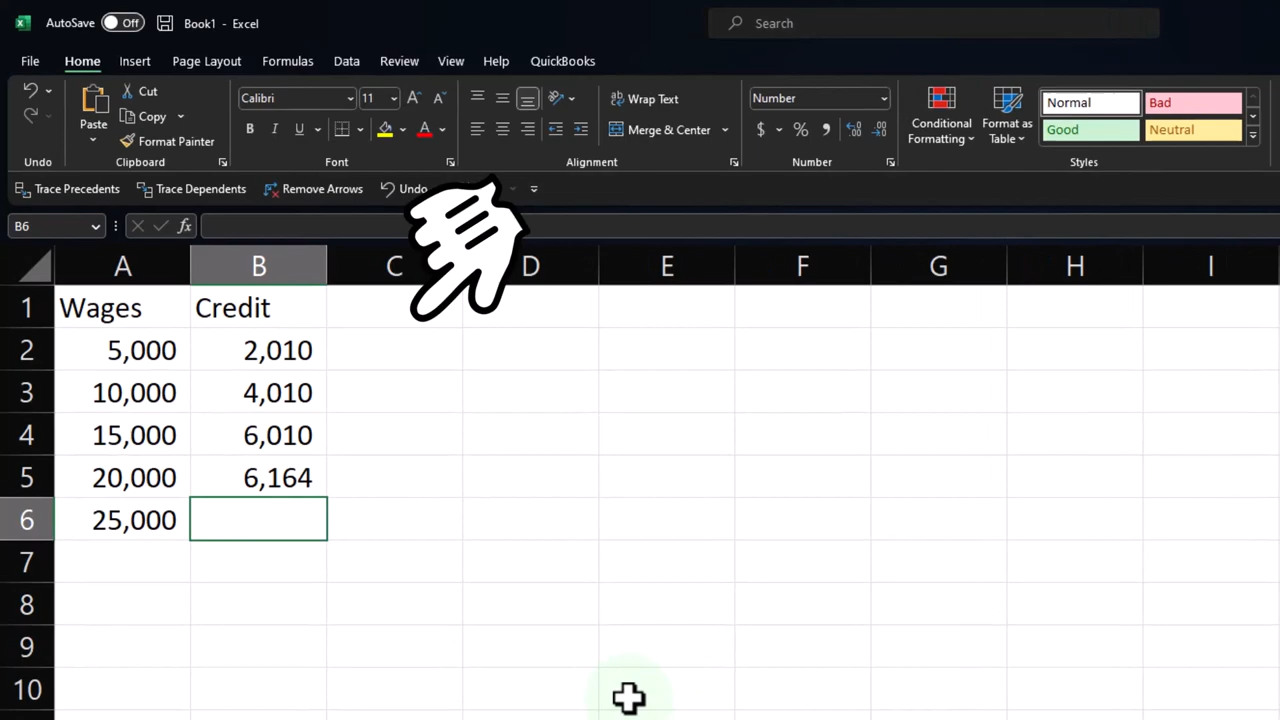 AutoSave Off Book1 - Excel Search
File Home Insert Page Layout Formulas Data Review View Help QuickBooks
Cut Calibri 11 Wrap Text Number Normal Bad
Paste Copy B I U A Merge & Center $ % Conditional Formatting Format as Table Good Neutral
Format Painter
Undo Clipboard Font Alignment Number Styles
Trace Precedents Trace Dependents Remove Arrows Undo
B6 fx
A B C D E F G H I
1 Wages Credit
2 5,000 2,010
3 10,000 4,010
4 15,000 6,010
5 20,000 6,164
6 25,000
7
8
9
10